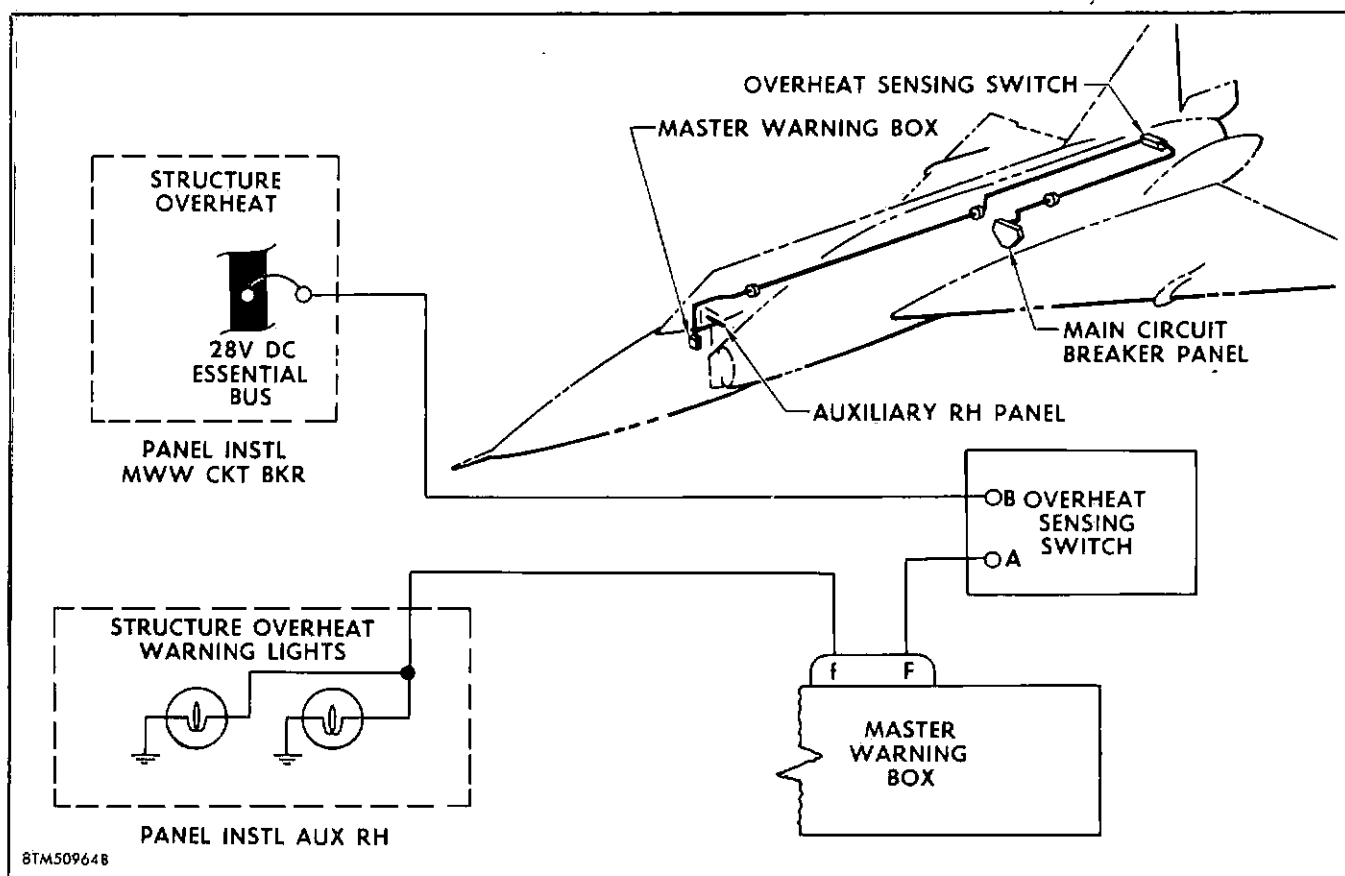 OVERHEAT SENSING SWITCH
MASTER WARNING BOX
STRUCTURE
OVERHEAT
28V DC
ESSENTIAL
BUS
PANEL INSTL
MWW CKT BKR
MAIN CIRCUIT
BREAKER PANEL
AUXILIARY RH PANEL
B OVERHEAT
SENSING
SWITCH
A
STRUCTURE OVERHEAT
WARNING LIGHTS
f F
MASTER
WARNING
BOX
PANEL INSTL AUX RH
8TM50964B